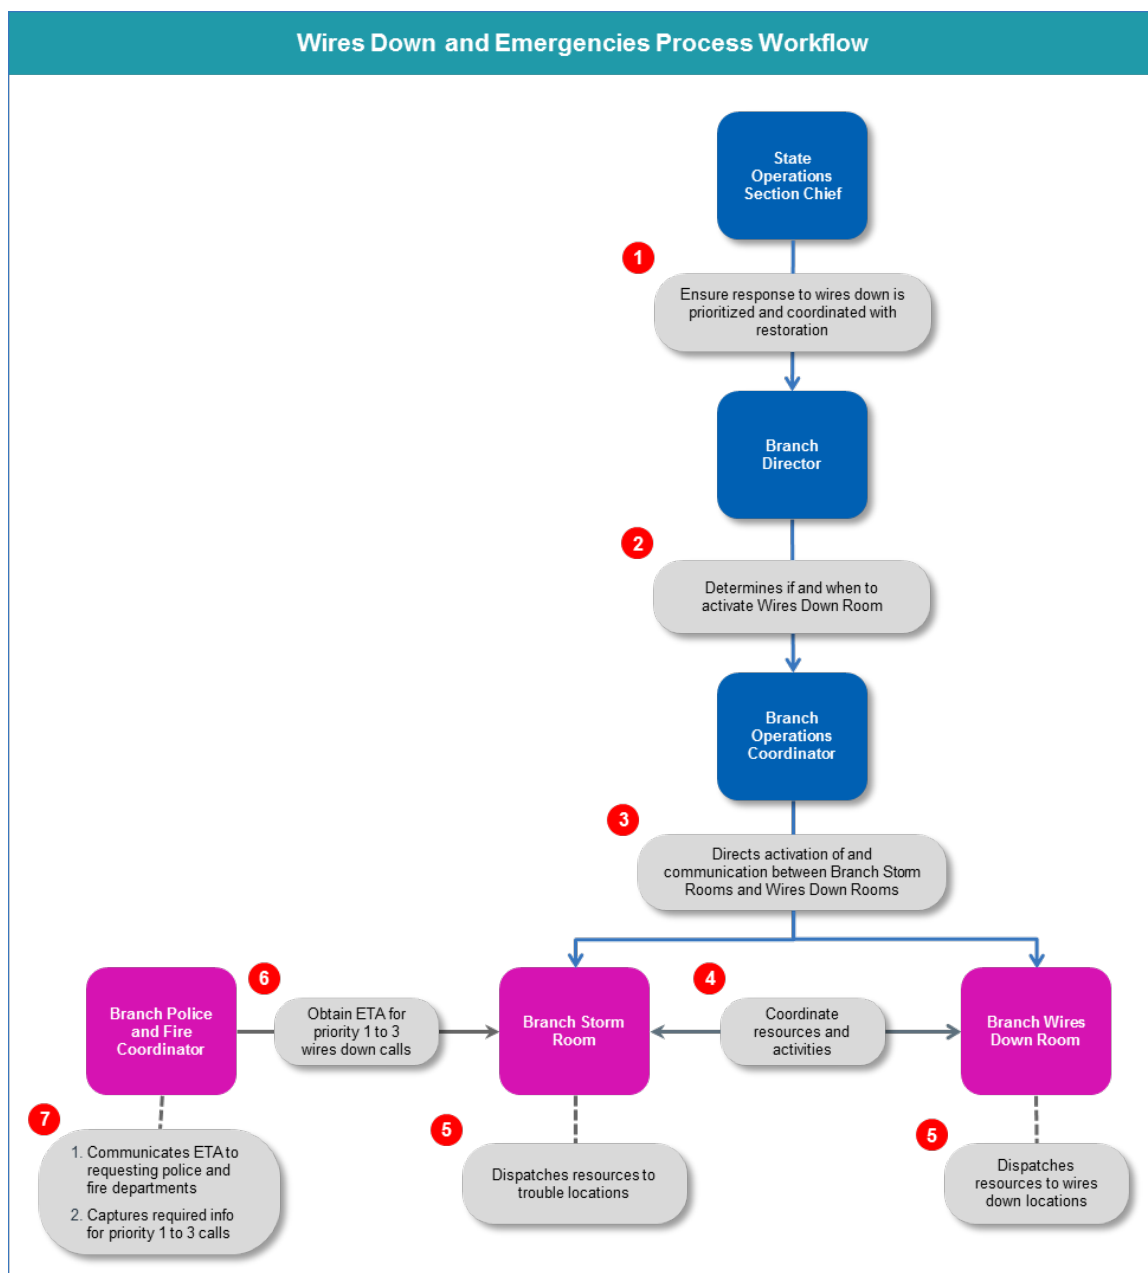 Wires Down and Emergencies Process Workflow
State
Operations
Section Chief
1
Ensure response to wires down is
prioritized and coordinated with
restoration
Branch
Director
2
Determines if and when to
activate Wires Down Room
Branch
Operations
Coordinator
3
Directs activation of and
communication between Branch Storm
Rooms and Wires Down Rooms
Branch Police
and Fire
Coordinator
6
Obtain ETA for
priority 1 to 3
wires down calls
Branch Storm
Room
4
Coordinate
resources and
activities
Branch Wires
Down Room
7
1. Communicates ETA to
requesting police and
fire departments
2. Captures required info
for priority 1 to 3 calls
5
Dispatches resources to
trouble locations
5
Dispatches
resources to wires
down locations